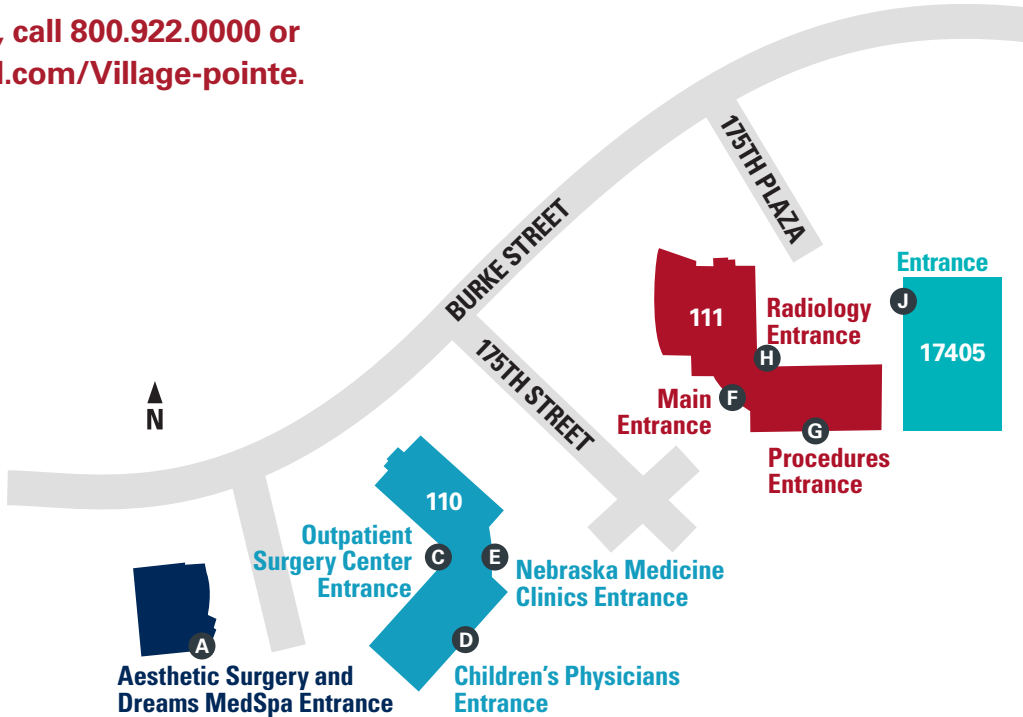 , call 800.922.0000 or
l.com/Village-pointe.
175TH PLAZA
BURKE STREET
Entrance
J
111
Radiology
Entrance
17405
H
175TH STREET
N
Main
Entrance
F
G
Procedures
Entrance
110
Outpatient
Surgery Center
Entrance
C
E
Nebraska Medicine
Clinics Entrance
A
D
Aesthetic Surgery and
Dreams MedSpa Entrance
Children's Physicians
Entrance